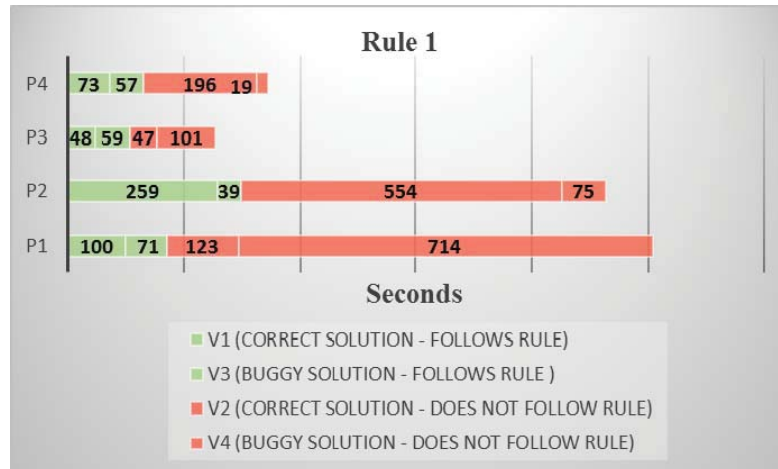 Rule 1
P4 73 57 196 19
P3 48 59 47 101
P2 259 39 554 75
P1 100 71 123 714
Seconds
V1 (CORRECT SOLUTION - FOLLOWS RULE)
V3 (BUGGY SOLUTION - FOLLOWS RULE )
V2 (CORRECT SOLUTION - DOES NOT FOLLOW RULE)
V4 (BUGGY SOLUTION - DOES NOT FOLLOW RULE)